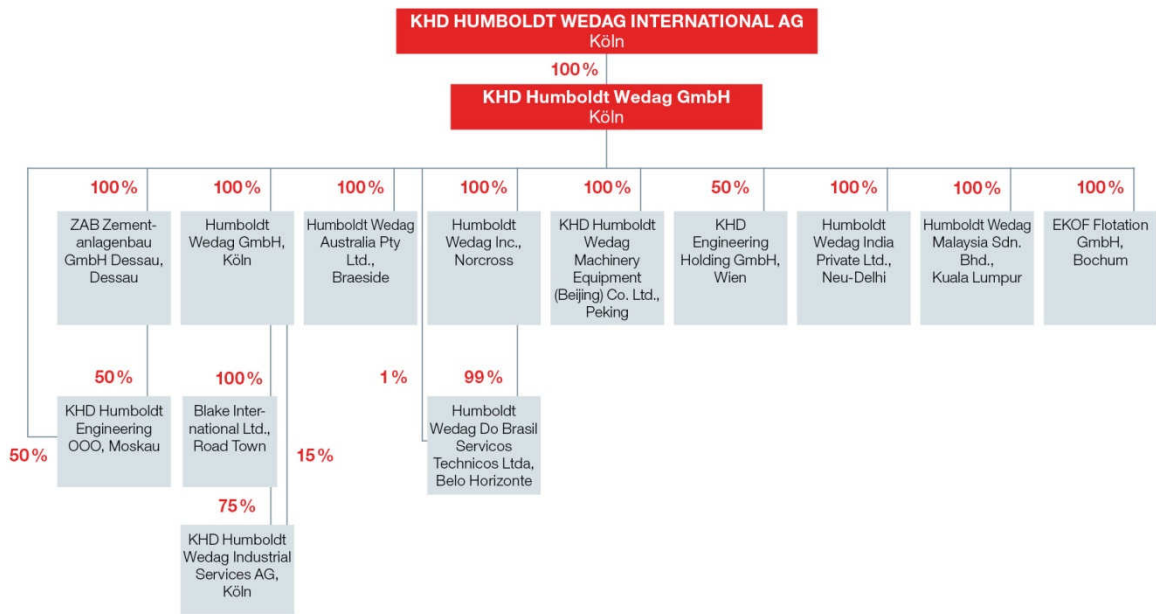 KHD HUMBOLDT WEDAG INTERNATIONAL AG
Köln
100 %
KHD Humboldt Wedag GmbH
Köln
100 %
ZAB Zement-
anlagenbau
GmbH Dessau,
Dessau
100 %
Humboldt
Wedag GmbH,
Köln
100 %
Humboldt Wedag
Australia Pty
Ltd.,
Braeside
100 %
Humboldt
Wedag Inc.,
Norcross
100 %
KHD Humboldt
Wedag
Machinery
Equipment
(Beijing) Co. Ltd.,
Peking
50 %
KHD
Engineering
Holding GmbH,
Wien
100 %
Humboldt
Wedag India
Private Ltd.,
Neu-Delhi
100 %
Humboldt Wedag
Malaysia Sdn.
Bhd.,
Kuala Lumpur
100 %
EKOF Flotation
GmbH,
Bochum
50 %
KHD Humboldt
Engineering
OOO, Moskau
50 %
100 %
Blake Inter-
national Ltd.,
Road Town
15 %
1 %
99 %
Humboldt
Wedag Do Brasil
Servicos
Technicos Ltda,
Belo Horizonte
75 %
KHD Humboldt
Wedag Industrial
Services AG,
Köln